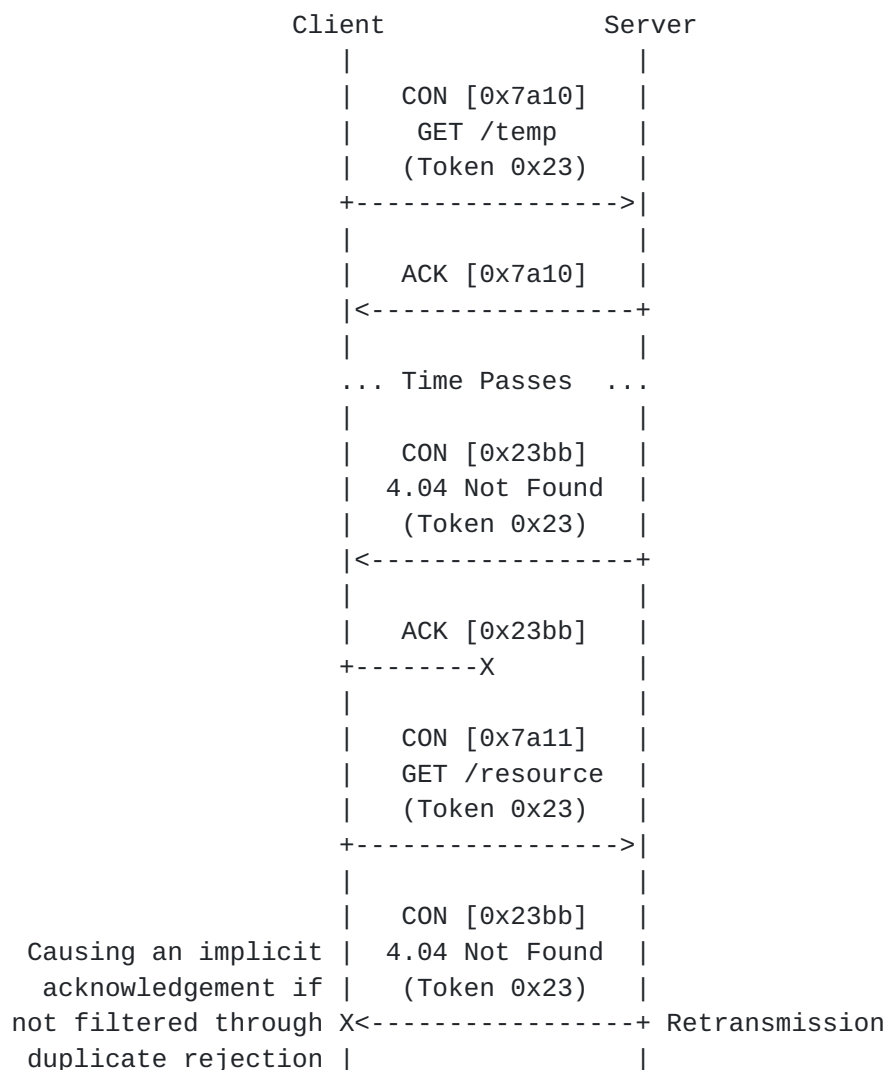 Client               Server
|                   |
|   CON [0x7a10]    |
|    GET /temp      |
|   (Token 0x23)    |
+------------------>|
|                   |
|   ACK [0x7a10]    |
|<------------------+
|                   |
... Time Passes  ...
|                   |
|   CON [0x23bb]    |
|  4.04 Not Found   |
|   (Token 0x23)    |
|<------------------+
|                   |
|   ACK [0x23bb]    |
+--------X          |
|                   |
|   CON [0x7a11]    |
|   GET /resource   |
|   (Token 0x23)    |
+------------------>|
|                   |
|   CON [0x23bb]    |
Causing an implicit |  4.04 Not Found   |
acknowledgement if |   (Token 0x23)    |
not filtered through X<------------------+ Retransmission
duplicate rejection |                   |